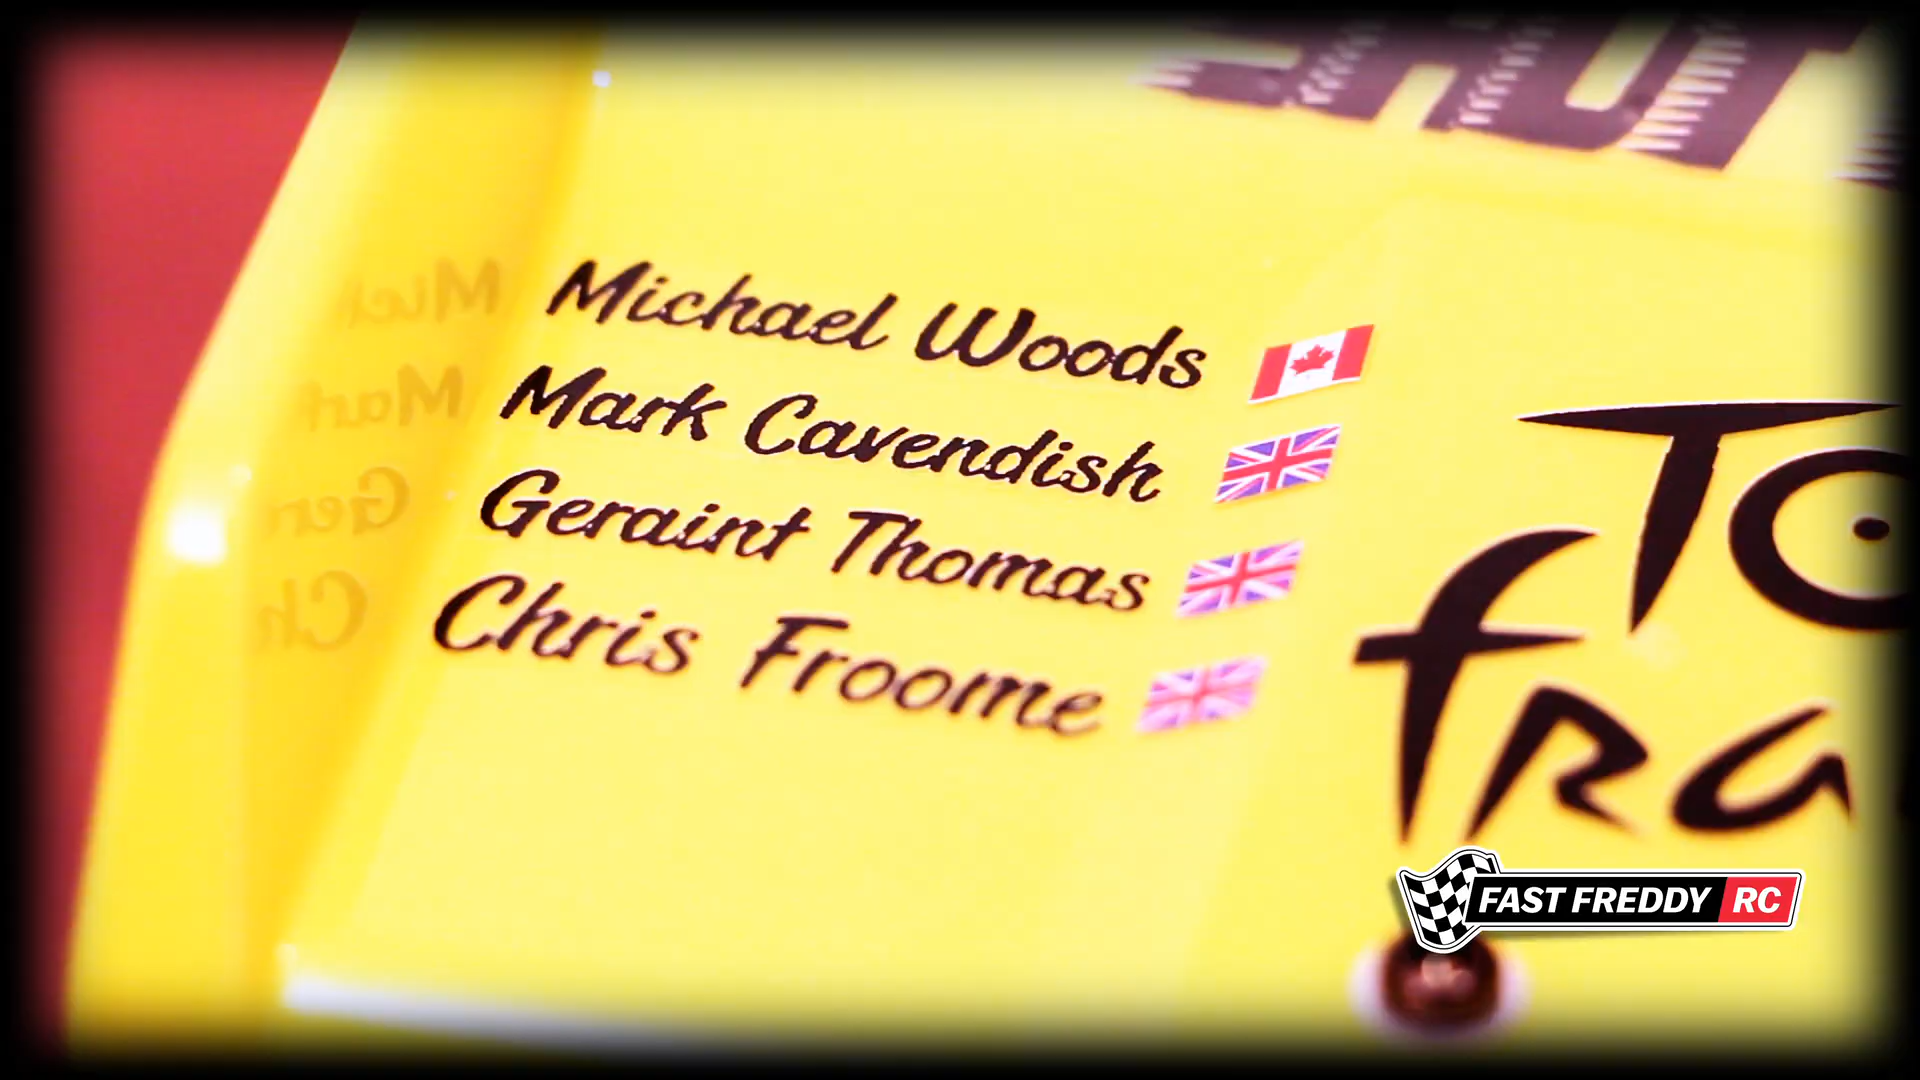 Michael Woods
Mark Cavendish
Geraint Thomas
Chris Froome
FAST FREDDY RC